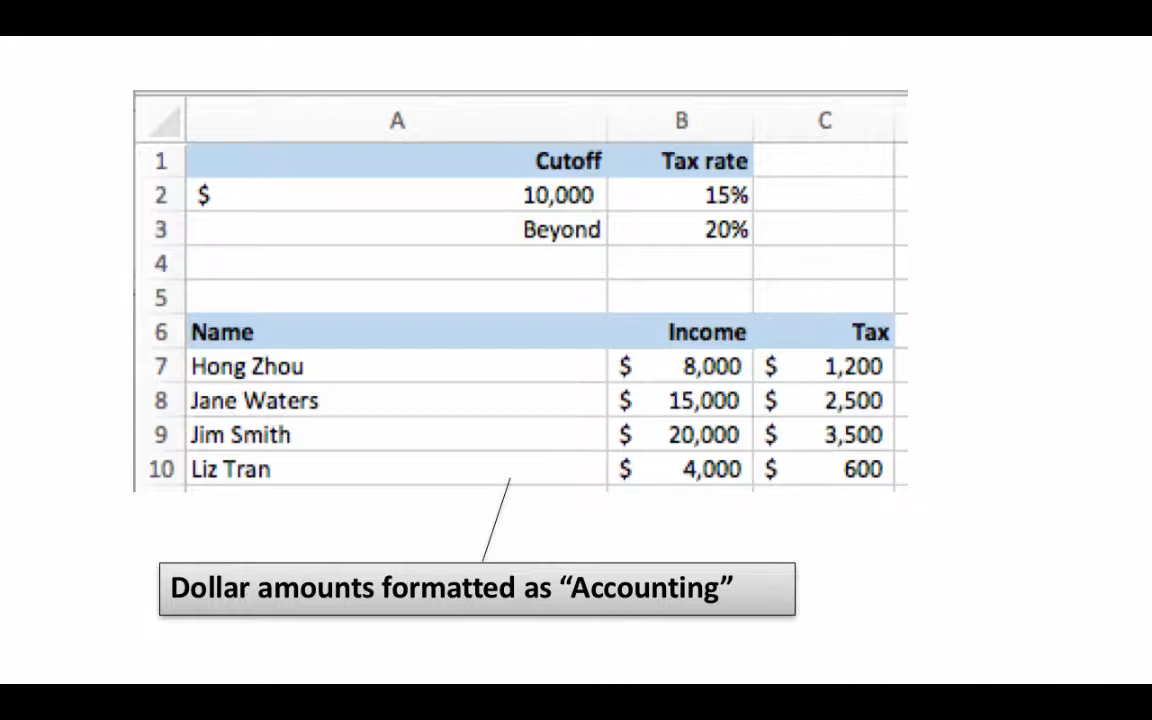 A B C
1 Cutoff Tax rate
2 $ 10,000 15%
3 Beyond 20%
4
5
6 Name Income Tax
7 Hong Zhou $ 8,000 $ 1,200
8 Jane Waters $ 15,000 $ 2,500
9 Jim Smith $ 20,000 $ 3,500
10 Liz Tran $ 4,000 $ 600
Dollar amounts formatted as “Accounting”